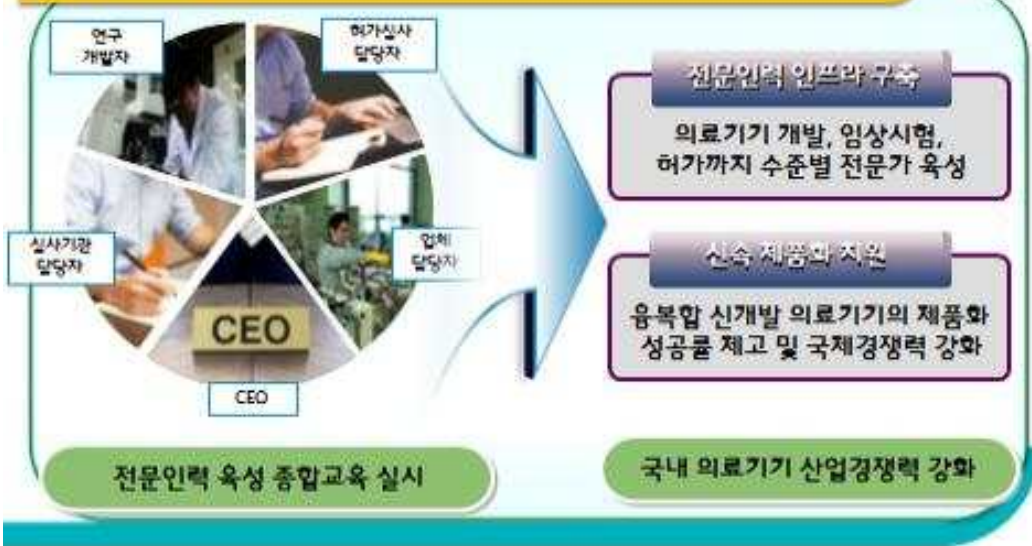 연구
개발자
허가심사
담당자
심사기관
담당자
업체
담당자
CEO
CEO
전문인력 육성 종합교육 실시
전문인력 인프라 구축
의료기기 개발, 임상시험,
허가까지 수준별 전문가 육성
신속 제품화 지원
융복합 신개발 의료기기의 제품화
성공률 제고 및 국제경쟁력 강화
국내 의료기기 산업경쟁력 강화